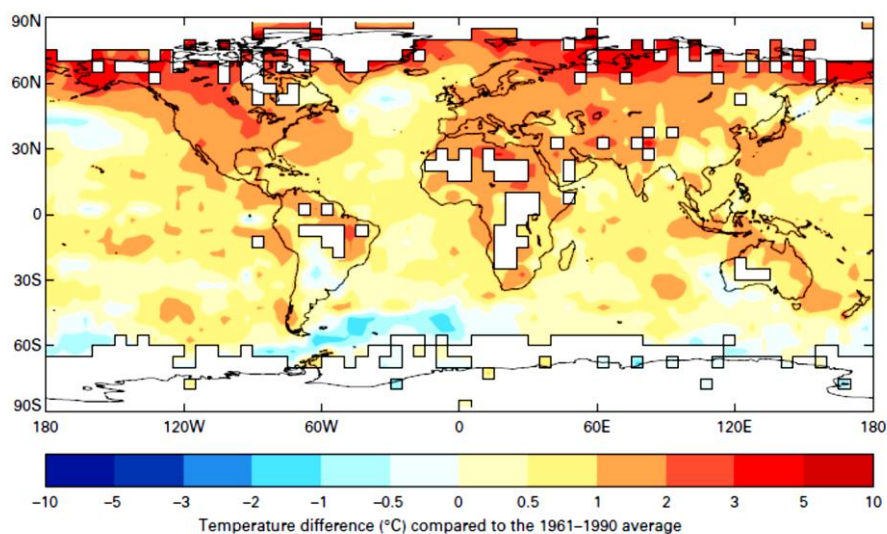 90N
60N
30N
0
30S
60S
90S
180 120W 60W 0 60E 120E 180
−10 −5 −3 −2 −1 −0.5 0 0.5 1 2 3 5 10
Temperature difference (°C) compared to the 1961–1990 average